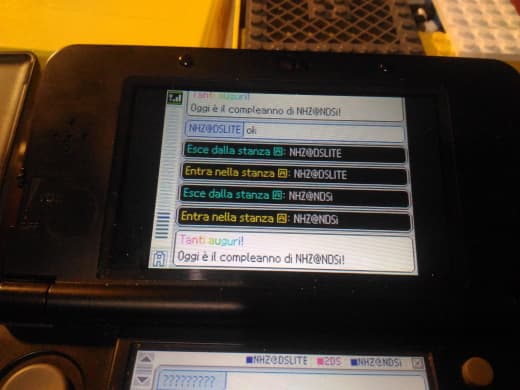 Tanti auguri!
Oggi è il compleanno di NHZ@NDSi!
NHZ@DSLITE ok
Esce dalla stanza A: NHZ@DSLITE
Entra nella stanza A: NHZ@DSLITE
Esce dalla stanza A: NHZ@NDSi
Entra nella stanza A: NHZ@NDSi
Tanti auguri!
Oggi è il compleanno di NHZ@NDSi!
A
NHZ@DSLITE 2DS NHZ@NDSi
?????????